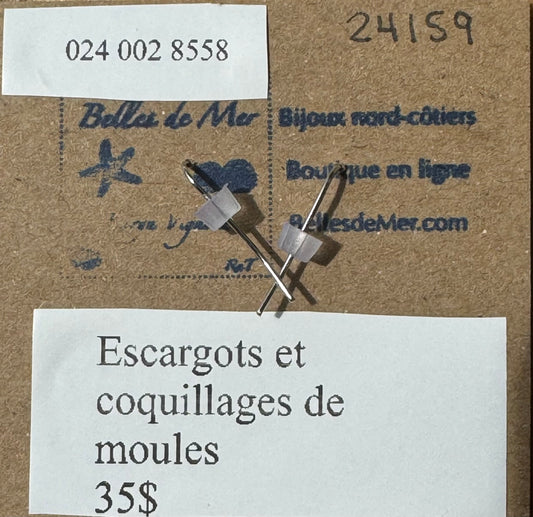 024 002 8558
24159
Belles de Mer
Bijoux nord-côtiers
Boutique en ligne
BellesdeMer.com
Escargots et
coquillages de
moules
35$